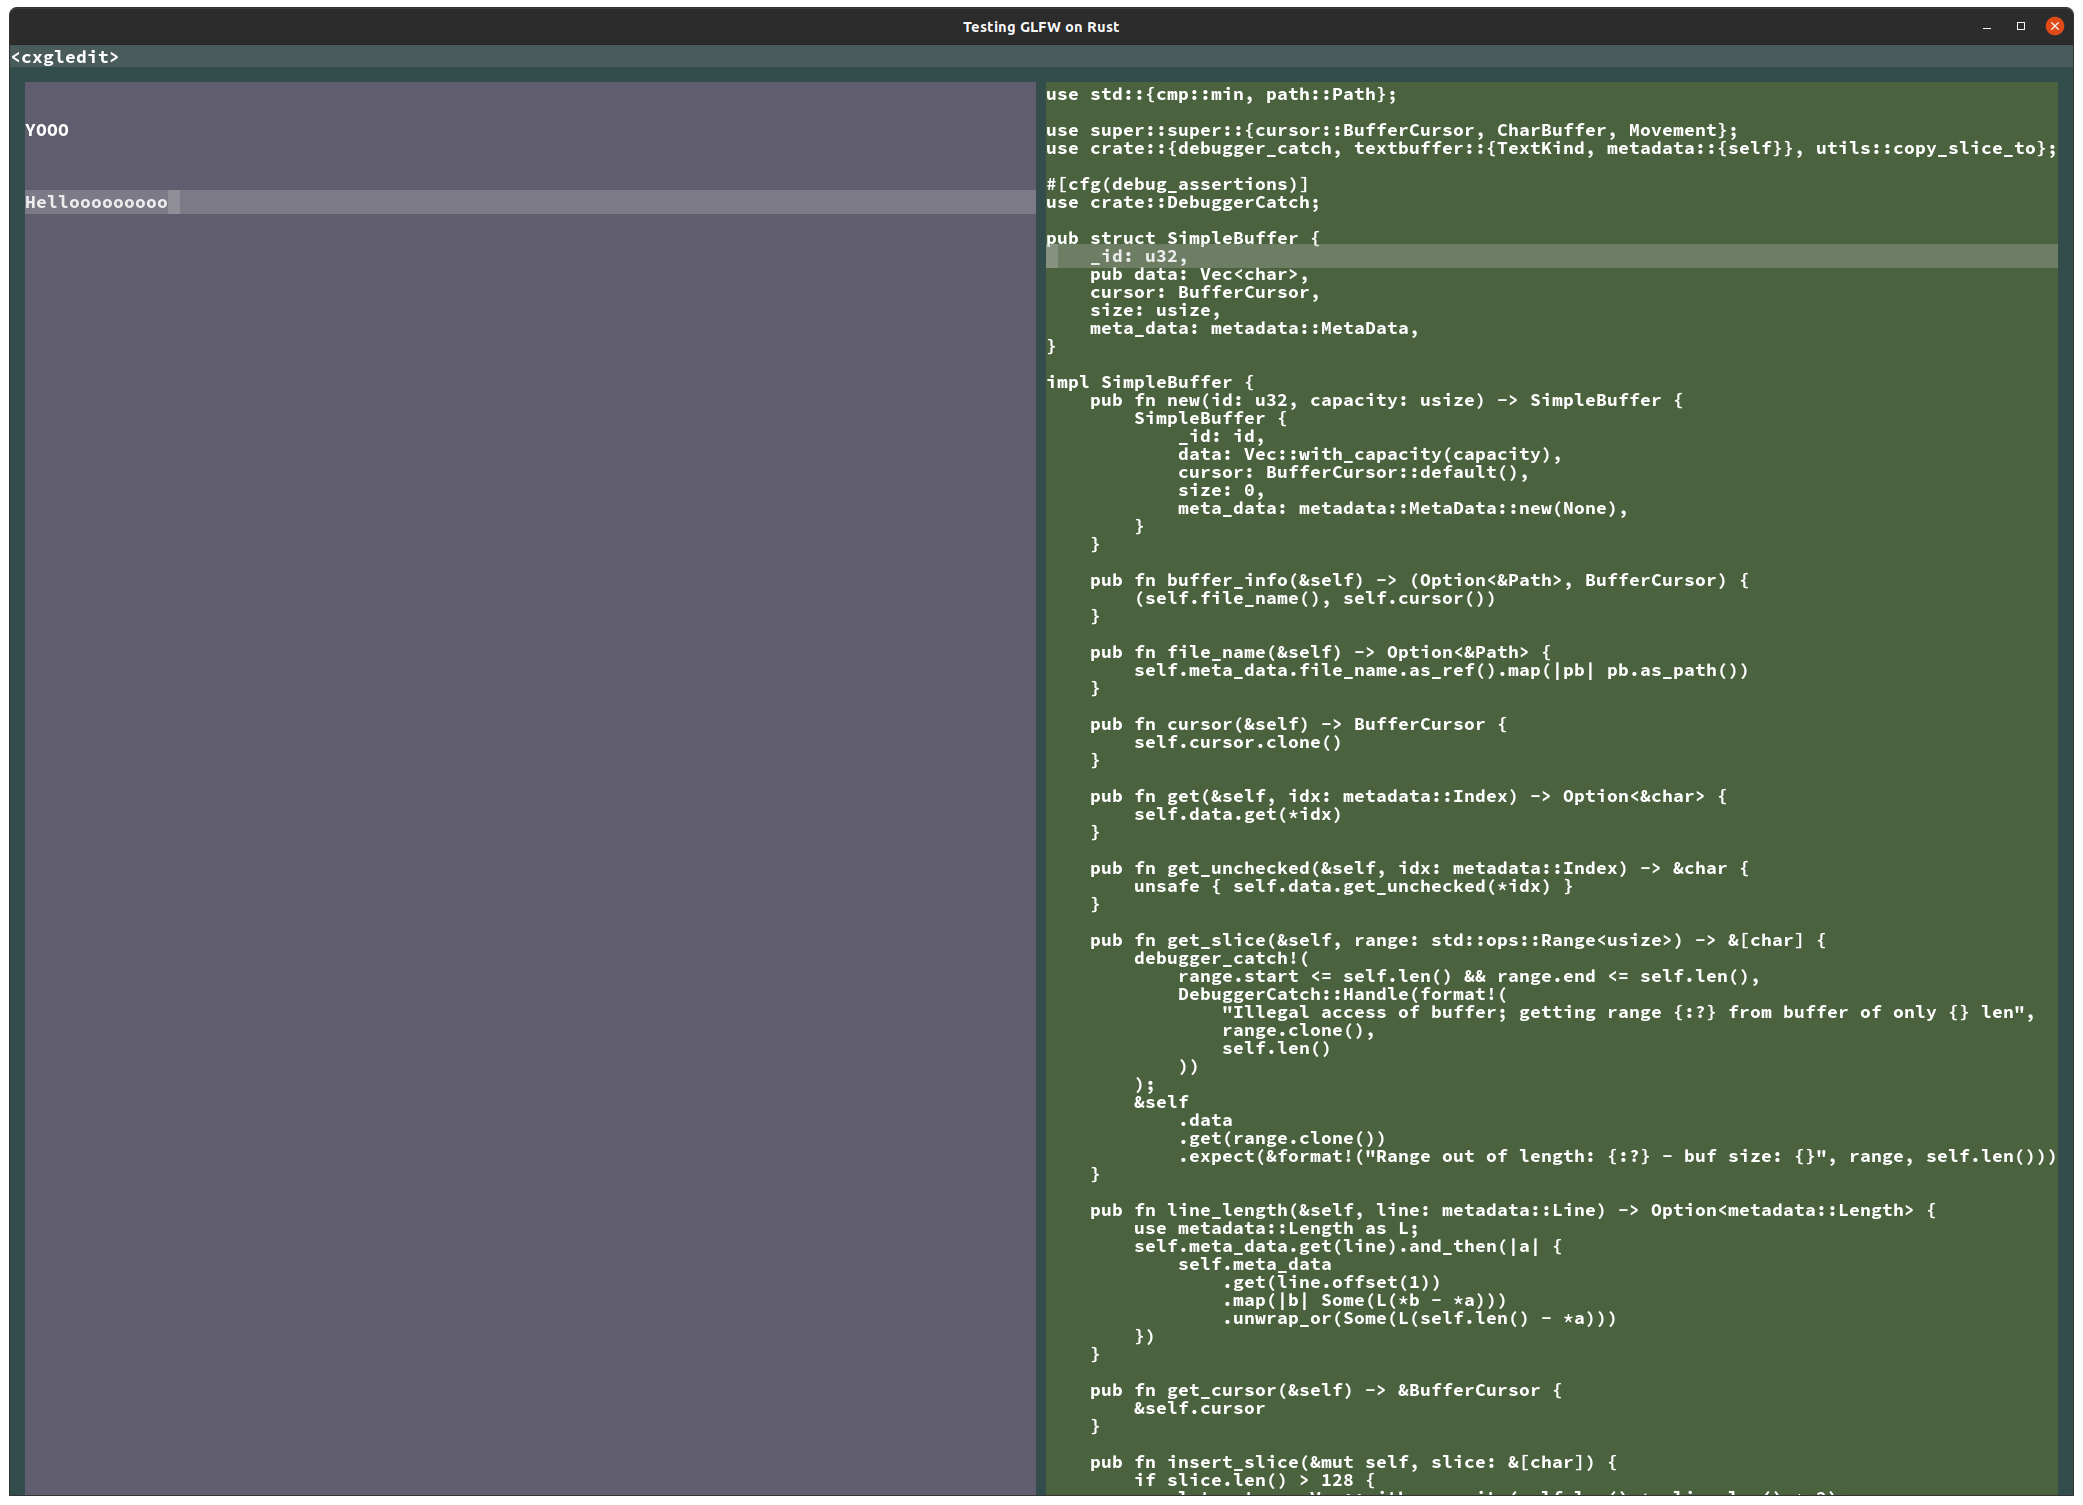 Testing GLFW on Rust
<cxgledit>
YOOO
Hellooooooooo
use std::{cmp::min, path::Path};
use super::super::{cursor::BufferCursor, CharBuffer, Movement};
use crate::{debugger_catch, textbuffer::{TextKind, metadata::{self}}, utils::copy_slice_to};
#[cfg(debug_assertions)]
use crate::DebuggerCatch;
pub struct SimpleBuffer {
    _id: u32,
    pub data: Vec<char>,
    cursor: BufferCursor,
    size: usize,
    meta_data: metadata::MetaData,
}
impl SimpleBuffer {
    pub fn new(id: u32, capacity: usize) -> SimpleBuffer {
        SimpleBuffer {
            _id: id,
            data: Vec::with_capacity(capacity),
            cursor: BufferCursor::default(),
            size: 0,
            meta_data: metadata::MetaData::new(None),
        }
    }
    pub fn buffer_info(&self) -> (Option<&Path>, BufferCursor) {
        (self.file_name(), self.cursor())
    }
    pub fn file_name(&self) -> Option<&Path> {
        self.meta_data.file_name.as_ref().map(|pb| pb.as_path())
    }
    pub fn cursor(&self) -> BufferCursor {
        self.cursor.clone()
    }
    pub fn get(&self, idx: metadata::Index) -> Option<&char> {
        self.data.get(*idx)
    }
    pub fn get_unchecked(&self, idx: metadata::Index) -> &char {
        unsafe { self.data.get_unchecked(*idx) }
    }
    pub fn get_slice(&self, range: std::ops::Range<usize>) -> &[char] {
        debugger_catch!(
            range.start <= self.len() && range.end <= self.len(),
            DebuggerCatch::Handle(format!(
                "Illegal access of buffer; getting range {:?} from buffer of only {} len",
                range.clone(),
                self.len()
            ))
        );
        &self
            .data
            .get(range.clone())
            .expect(&format!("Range out of length: {:?} - buf size: {}", range, self.len()))
    }
    pub fn line_length(&self, line: metadata::Line) -> Option<metadata::Length> {
        use metadata::Length as L;
        self.meta_data.get(line).and_then(|a| {
            self.meta_data
                .get(line.offset(1))
                .map(|b| Some(L(*b - *a)))
                .unwrap_or(Some(L(self.len() - *a)))
        })
    }
    pub fn get_cursor(&self) -> &BufferCursor {
        &self.cursor
    }
    pub fn insert_slice(&mut self, slice: &[char]) {
        if slice.len() > 128 {